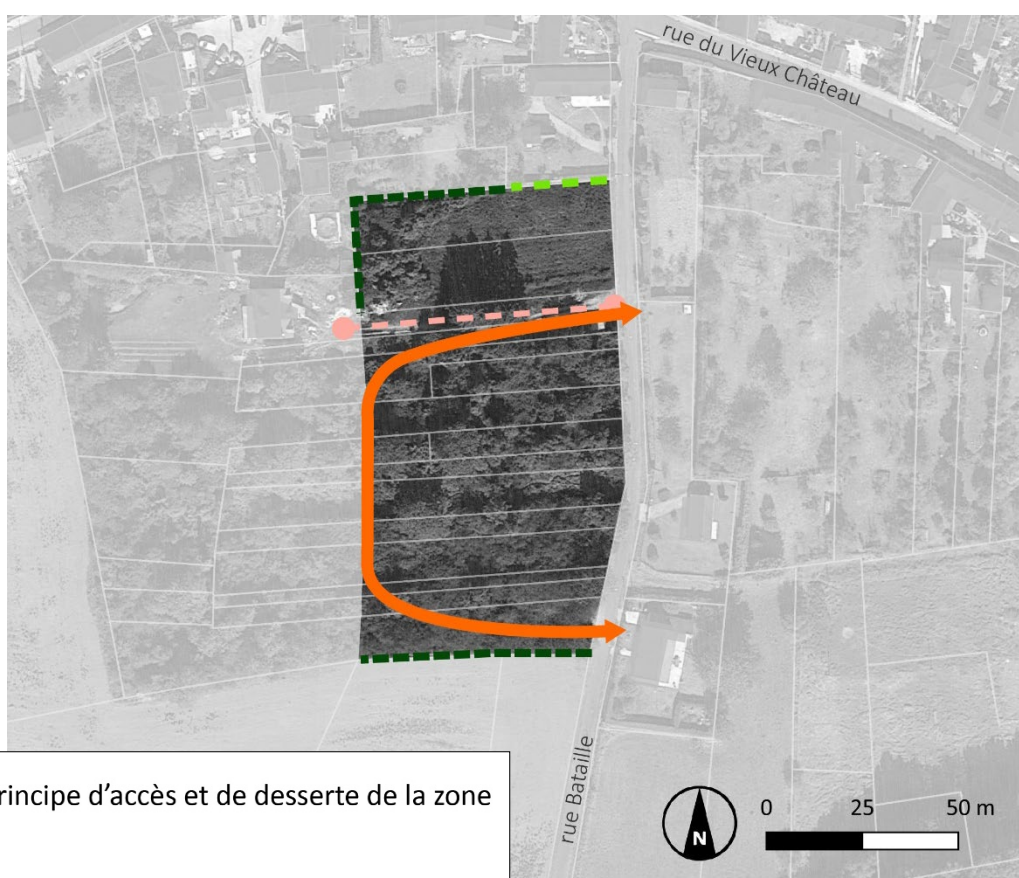 rue du Vieux Château
rue Bataille
rincipe d’accès et de desserte de la zone
N
0 25 50 m